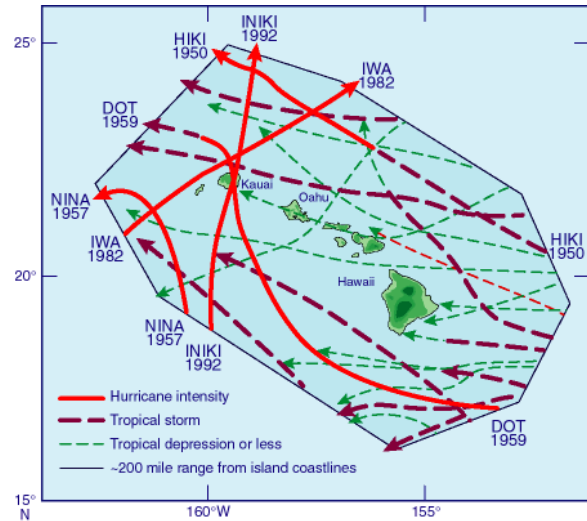 INIKI
1992
25°
HIKI
1950
IWA
1982
DOT
1959
Kauai
Oahu
NINA
1957
HIKI
1950
IWA
1982
20°
Hawaii
NINA
1957
INIKI
1992
Hurricane intensity
Tropical storm
Tropical depression or less
~200 mile range from island coastlines
DOT
1959
15°
N
160°W
155°